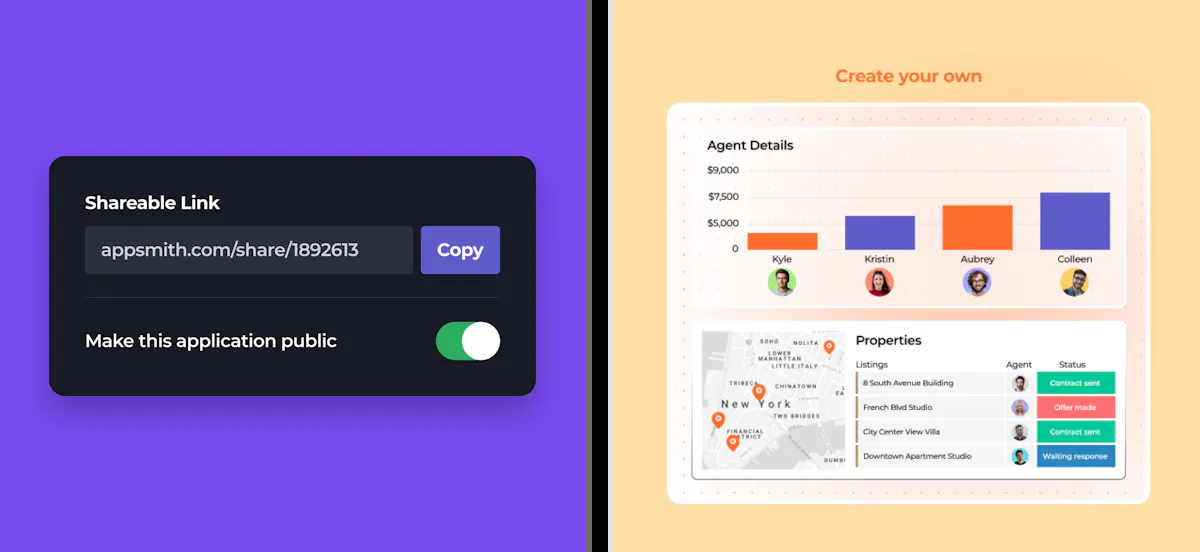 Shareable Link
appsmith.com/share/1892613
Copy
Make this application public
Create your own
Agent Details
$9,000
$7,500
$5,000
0
Kyle
Kristin
Aubrey
Colleen
SOHO
NOLITA
LOWER
MANHATTAN
LITTLE ITALY
TRIBECA
CHINATOWN
New York
TWO BRIDGES
FINANCIAL
DISTRICT
Properties
Listings Agent Status
8 South Avenue Building Contract sent
French Blvd Studio Offer made
City Center View Villa Contract sent
Downtown Apartment Studio Waiting response